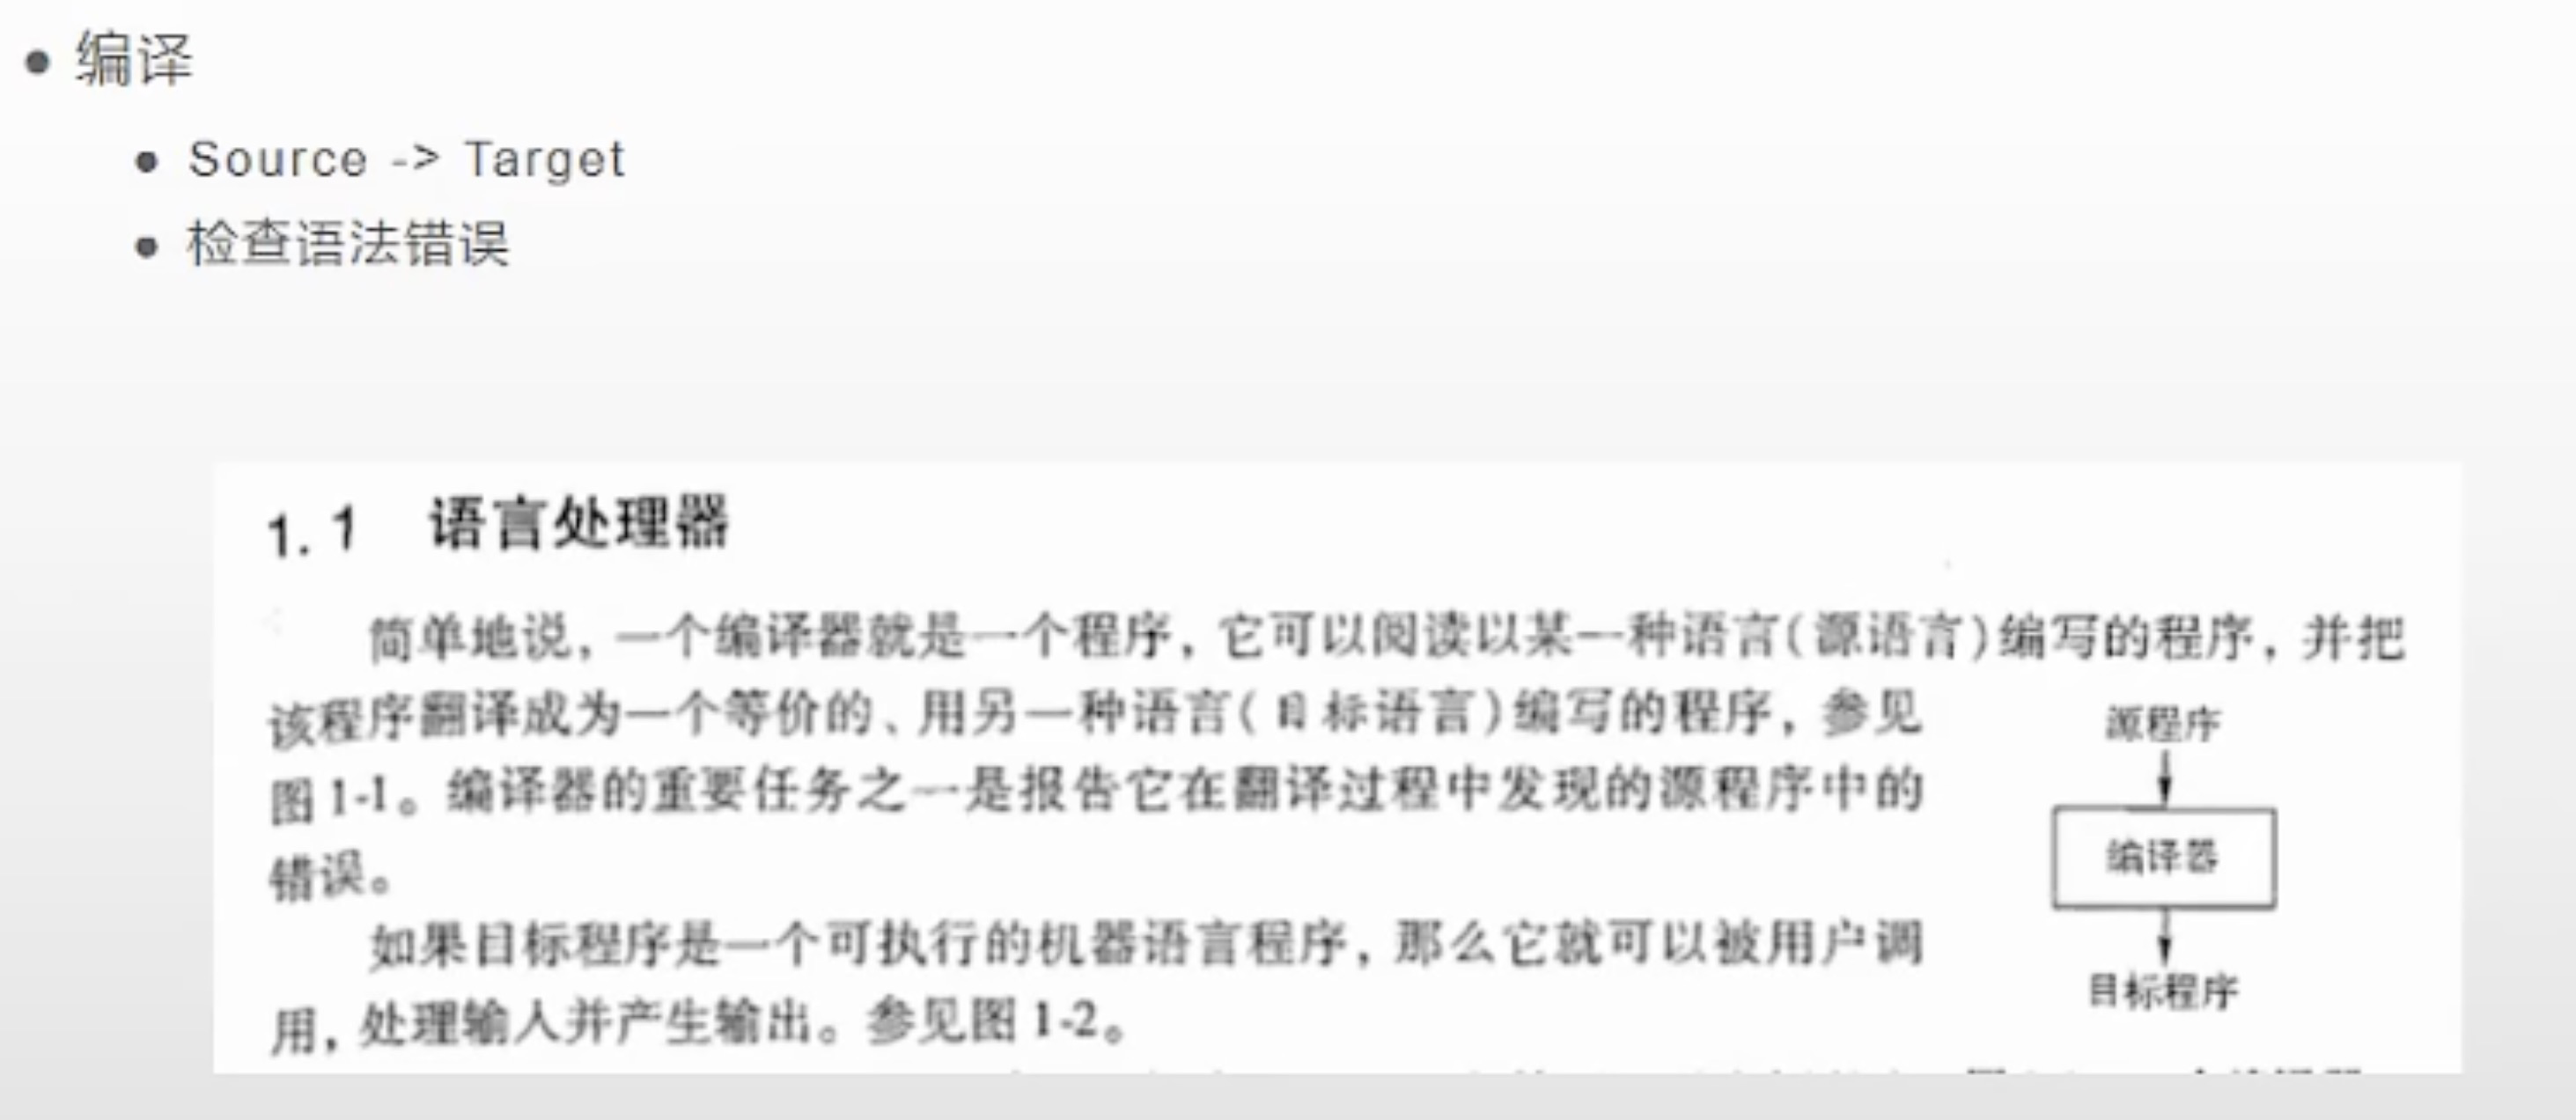 编译
Source -> Target
检查语法错误
1.1 语言处理器
简单地说，一个编译器就是一个程序，它可以阅读以某一种语言(源语言)编写的程序，并把
该程序翻译成为一个等价的、用另一种语言(目标语言)编写的程序，参见
图1-1。编译器的重要任务之一是报告它在翻译过程中发现的源程序中的
错误。
如果目标程序是一个可执行的机器语言程序，那么它就可以被用户调
用，处理输入并产生输出。参见图1-2。
源程序
编译器
目标程序